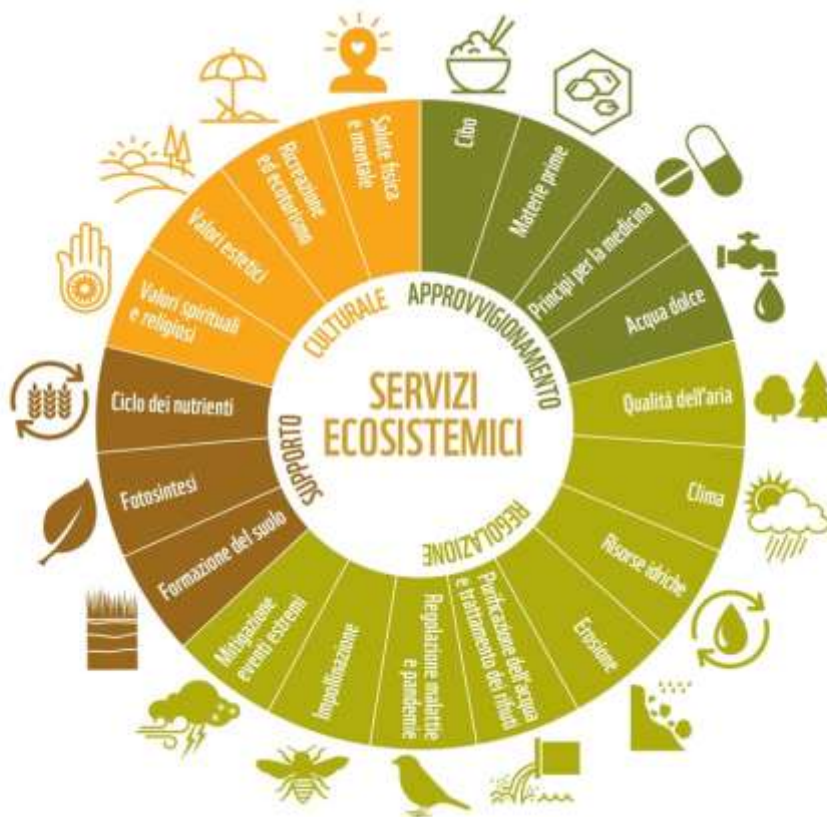 SERVIZI
ECOSISTEMICI
CULTURALE
APPROVVIGIONAMENTO
REGOLAZIONE
SUPPORTO
Cibo
Materie prime
Principi per la medicina
Acqua dolce
Qualità dell'aria
Clima
Risorse idriche
Erosione
Purificazione dell'acqua
e trattamento dei rifiuti
Regolazione malattie
e pandemie
Impollinazione
Mitigazione
eventi estremi
Formazione del suolo
Fotosintesi
Ciclo dei nutrienti
Valori spirituali
e religiosi
Valori estetici
Ricreazione
ed ecoturismo
Salute fisica
e mentale